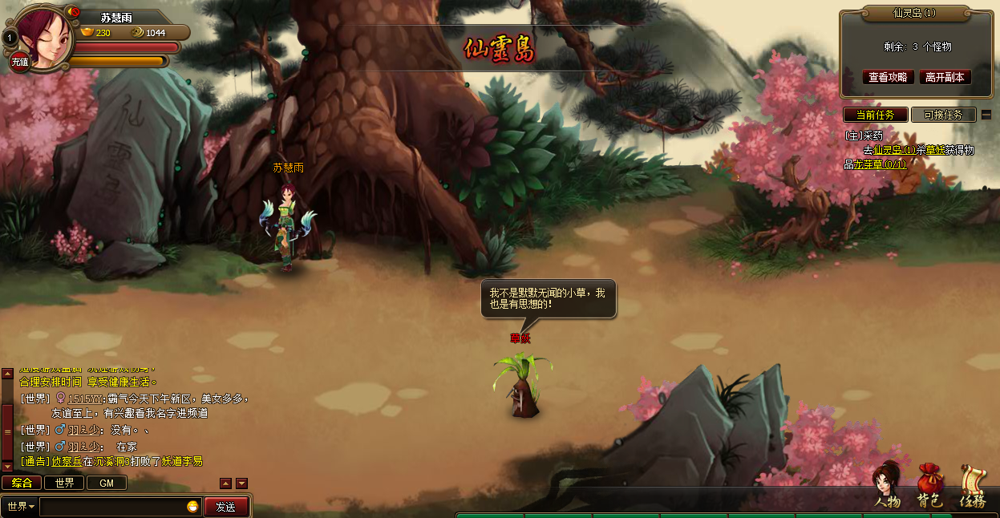 苏慧雨
230
1044
1
充值
仙靈島
仙灵岛(1)
剩余: 3 个怪物
查看攻略
离开副本
当前任务
可接任务
[主]采药
去仙灵岛(1)杀草妖获得物
品龙芽草(0/1)
仙
靈
島
苏慧雨
我不是默默无闻的小草，我
也是有思想的！
草妖
合理安排时间 享受健康生活。
[世界] ♀1515YY:霸气今天下午新区，美女多多，
友谊至上，有兴趣看我名字进频道
[世界] ♂羽え少: 没有。、
[世界] ♂羽え少: 在家
[通告]侦察兵在沉溪洞3打败了妖道李易
综合
世界
GM
世界
发送
人物
背包
任務